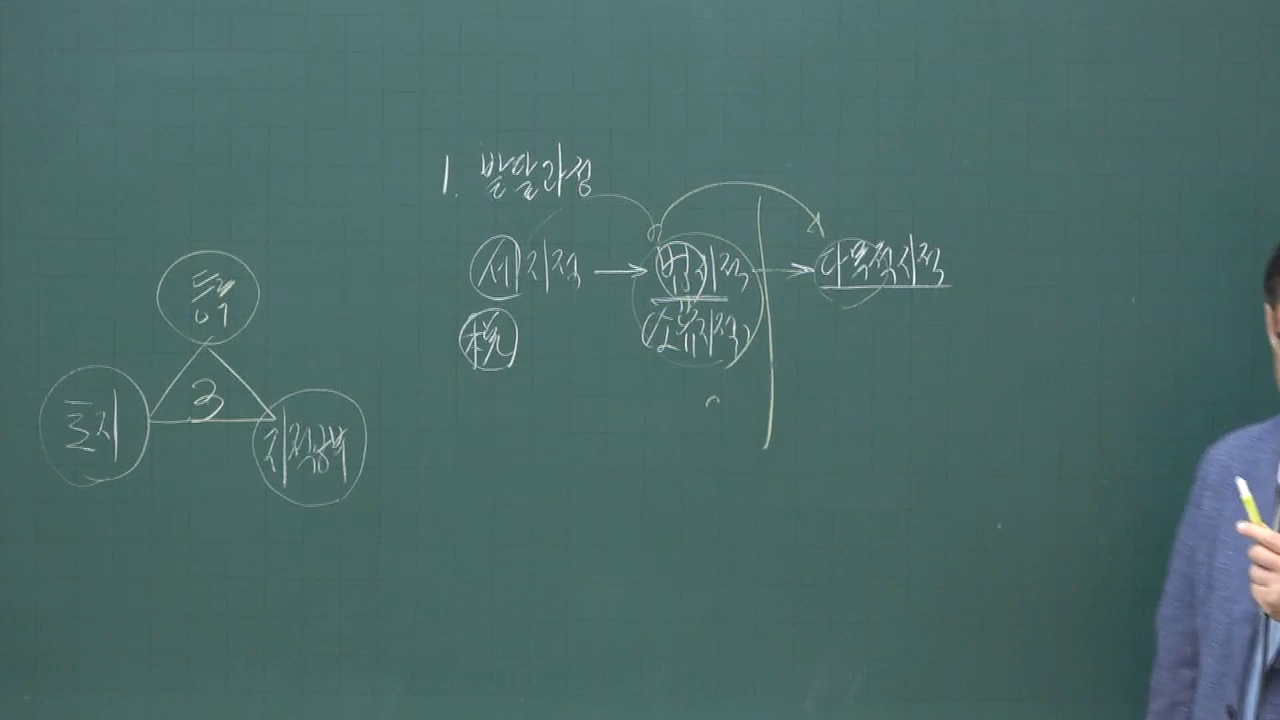 1. 발달과정
세지적 → 법지적 → 다목적지적
稅
(소유지적)
등록
3
토지
지적공부